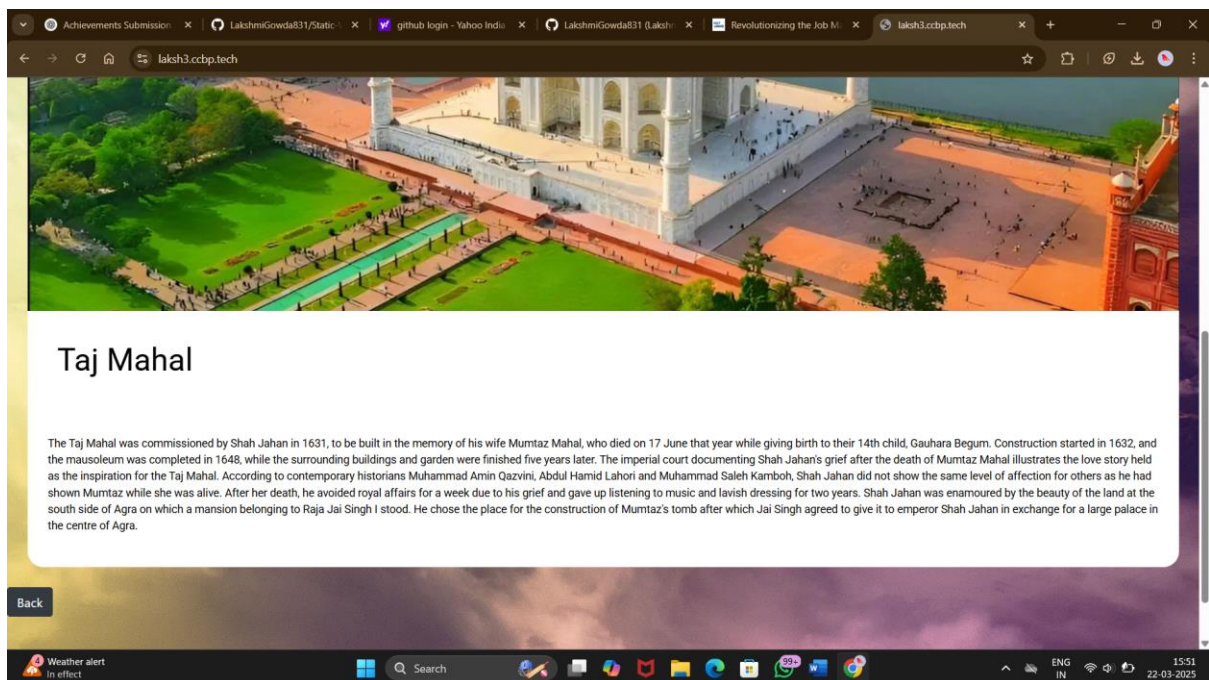 Achievements Submission
LakshmiGowda831/Static-
github login - Yahoo India
LakshmiGowda831 (Lakshm
Revolutionizing the Job Ma
laksh3.ccbp.tech
laksh3.ccbp.tech
Taj Mahal
The Taj Mahal was commissioned by Shah Jahan in 1631, to be built in the memory of his wife Mumtaz Mahal, who died on 17 June that year while giving birth to their 14th child, Gauhara Begum. Construction started in 1632, and
the mausoleum was completed in 1648, while the surrounding buildings and garden were finished five years later. The imperial court documenting Shah Jahan's grief after the death of Mumtaz Mahal illustrates the love story held
as the inspiration for the Taj Mahal. According to contemporary historians Muhammad Amin Qazvini, Abdul Hamid Lahori and Muhammad Saleh Kamboh, Shah Jahan did not show the same level of affection for others as he had
shown Mumtaz while she was alive. After her death, he avoided royal affairs for a week due to his grief and gave up listening to music and lavish dressing for two years. Shah Jahan was enamoured by the beauty of the land at the
south side of Agra on which a mansion belonging to Raja Jai Singh I stood. He chose the place for the construction of Mumtaz's tomb after which Jai Singh agreed to give it to emperor Shah Jahan in exchange for a large palace in
the centre of Agra.
Back
4
Weather alert
In effect
Search
99+
ENG
IN
15:51
22-03-2025